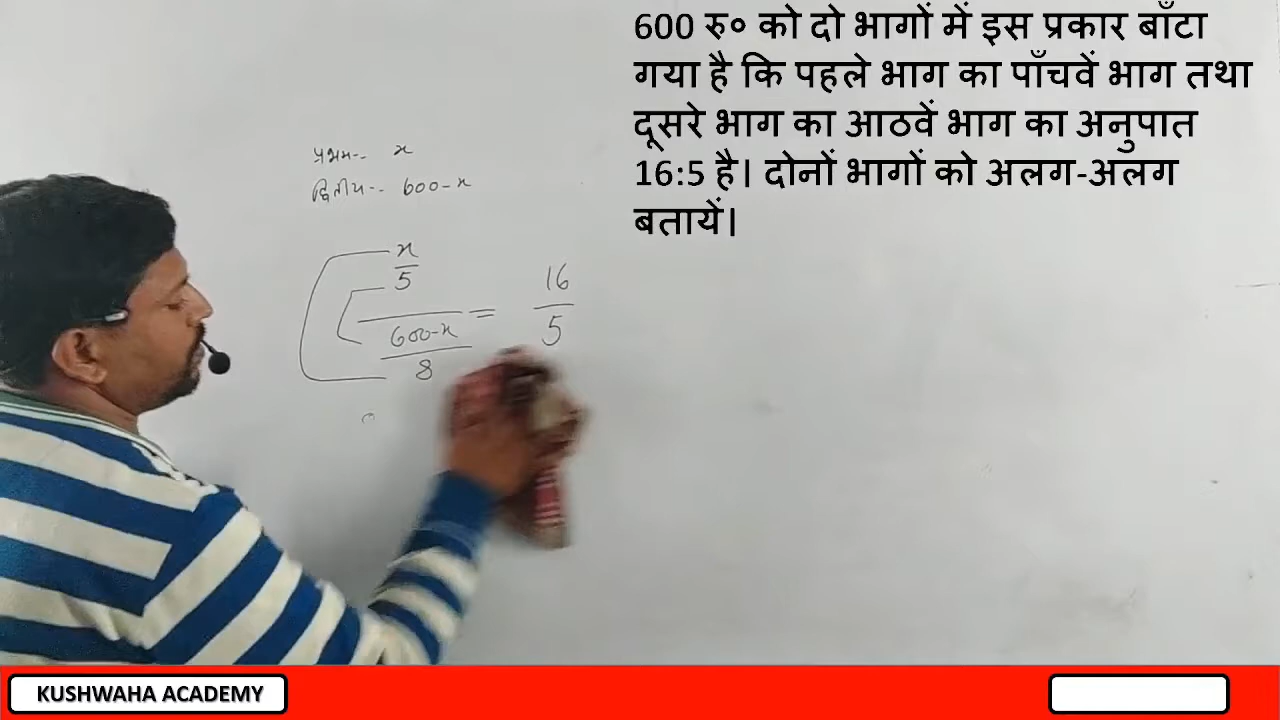 600 रु० को दो भागों में इस प्रकार बाँटा
गया है कि पहले भाग का पाँचवें भाग तथा
दूसरे भाग का आठवें भाग का अनुपात
16:5 है। दोनों भागों को अलग-अलग
बतायें।
प्रथम-- x
द्वितीय-- 600-x
x
5
600-x
8
=
16
5
KUSHWAHA ACADEMY